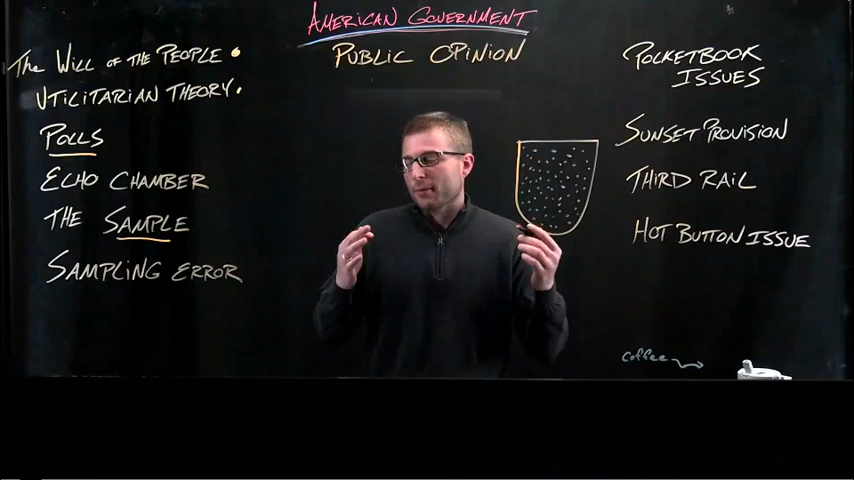 AMERICAN GOVERNMENT
PUBLIC OPINION
The WILL OF THE PEOPLE
UTILITARIAN THEORY
POLLS
ECHO CHAMBER
THE SAMPLE
SAMPLING ERROR
POCKETBOOK
ISSUES
SUNSET PROVISION
THIRD RAIL
HOT BUTTON ISSUE
coffee